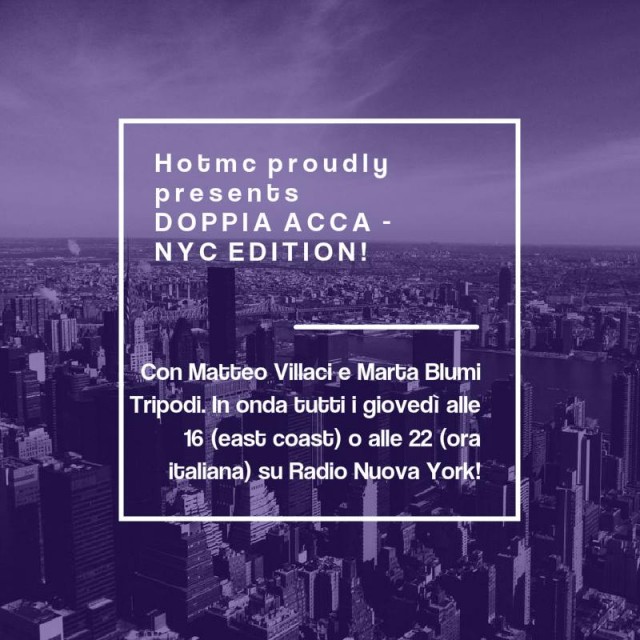 Hotmc proudly
presents
DOPPIA ACCA -
NYC EDITION!
Con Matteo Villaci e Marta Blumi
Tripodi. In onda tutti i giovedì alle
16 (east coast) o alle 22 (ora
italiana) su Radio Nuova York!